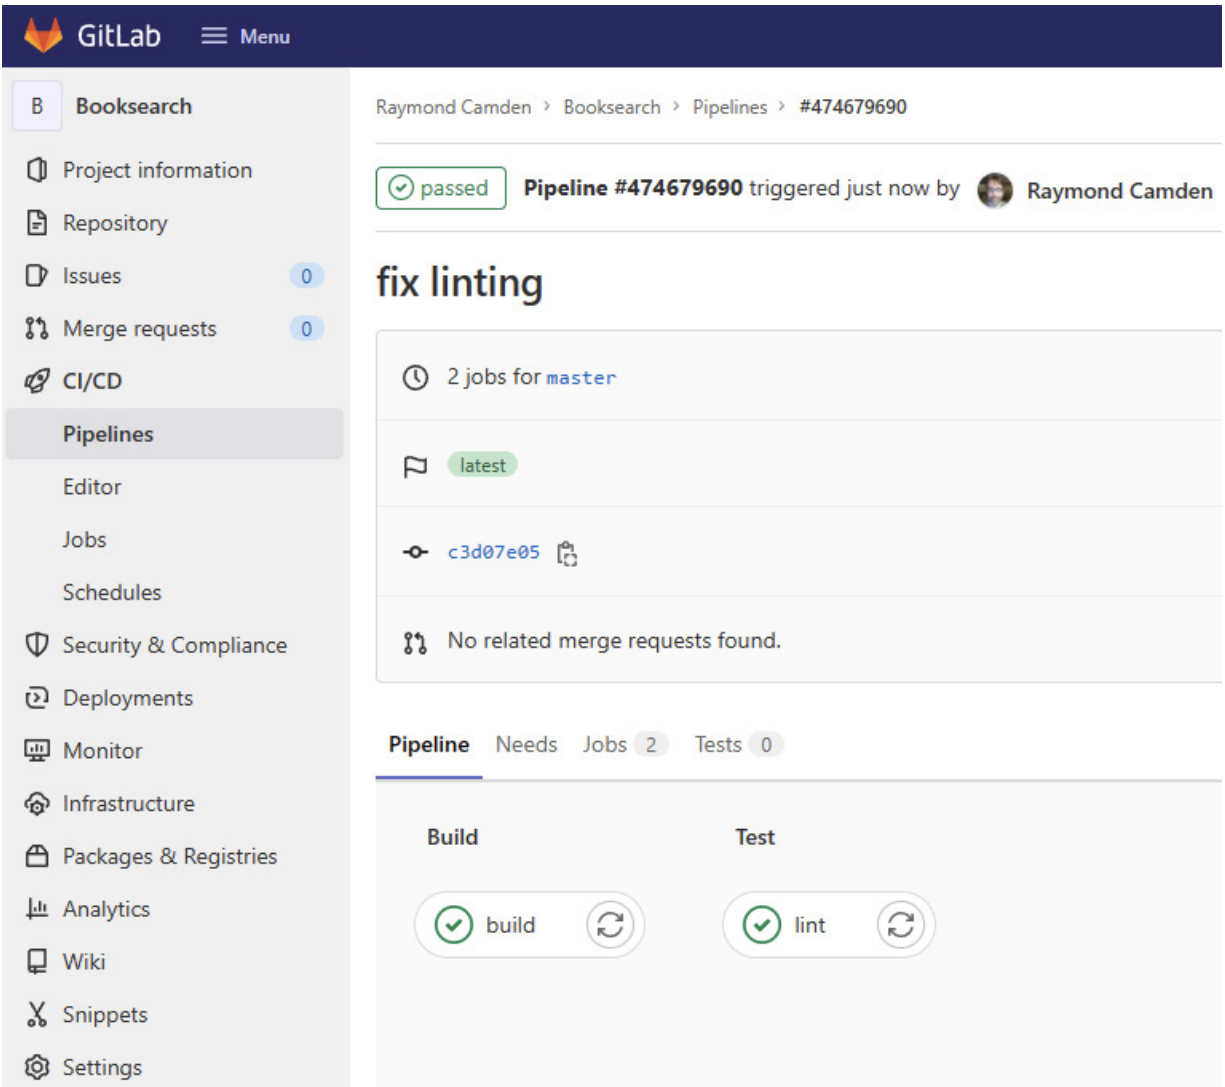 GitLab Menu
B Booksearch
Project information
Repository
Issues 0
Merge requests 0
CI/CD
Pipelines
Editor
Jobs
Schedules
Security & Compliance
Deployments
Monitor
Infrastructure
Packages & Registries
Analytics
Wiki
Snippets
Settings
Raymond Camden > Booksearch > Pipelines > #474679690
passed Pipeline #474679690 triggered just now by Raymond Camden
fix linting
2 jobs for master
latest
c3d07e05
No related merge requests found.
Pipeline Needs Jobs 2 Tests 0
Build Test
build lint